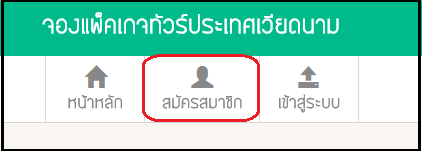 จองแพ็คเกจทัวร์ประเทศเวียดนาม
หน้าหลัก สมัครสมาชิก เข้าสู่ระบบ